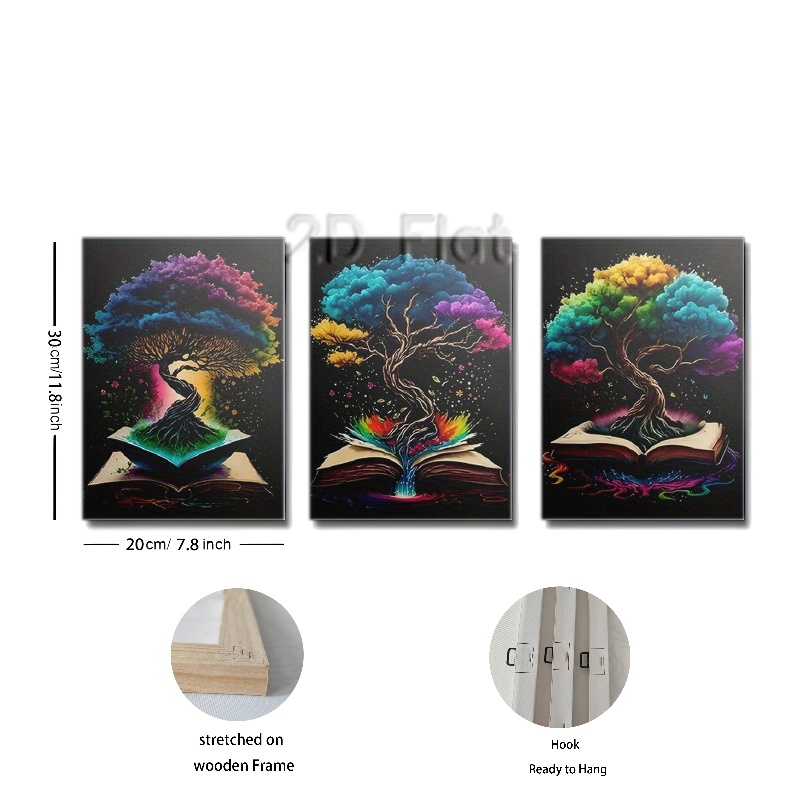 2D Flat
30cm/11.8inch
20cm/ 7.8 inch
stretched on
wooden Frame
Hook
Ready to Hang